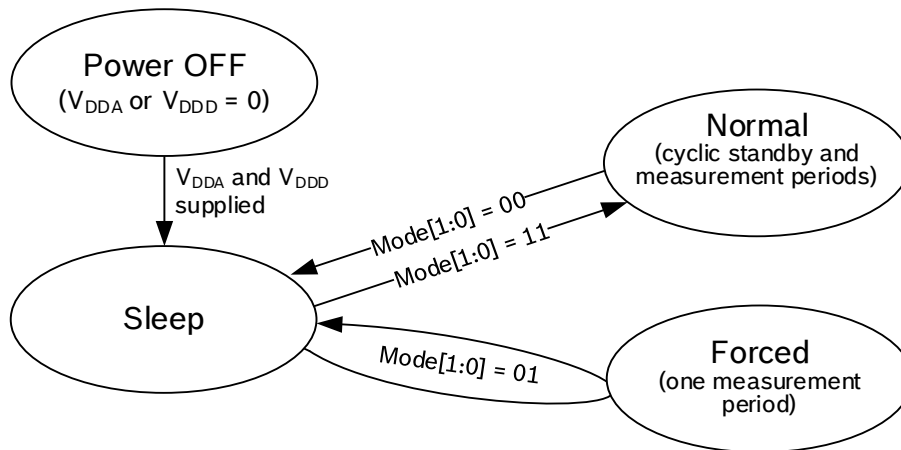 Power OFF
(VDDA or VDDD = 0)
VDDA and VDDD
supplied
Normal
(cyclic standby and
measurement periods)
Mode[1:0] = 00
Mode[1:0] = 11
Sleep
Mode[1:0] = 01
Forced
(one measurement
period)